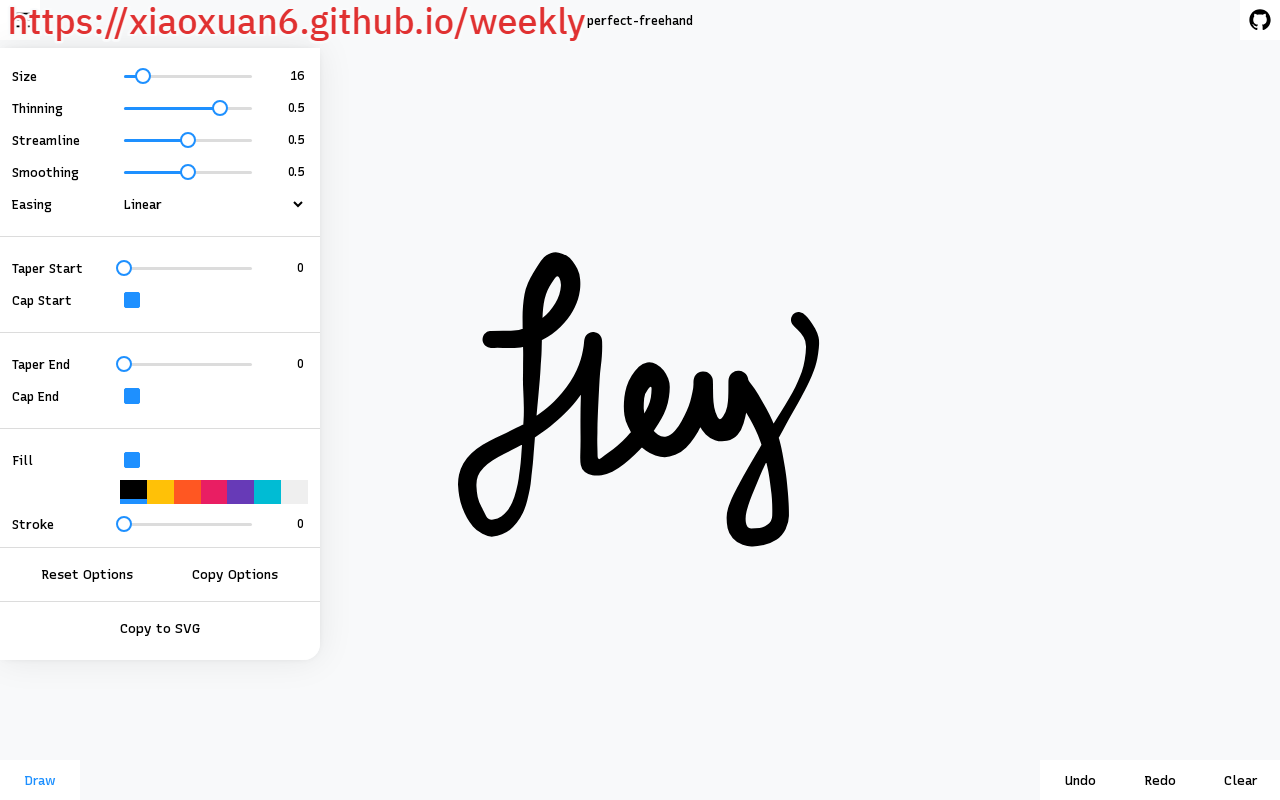 https://xiaoxuan6.github.io/weekly
perfect-freehand
Size 16
Thinning 0.5
Streamline 0.5
Smoothing 0.5
Easing Linear
Taper Start 0
Cap Start
Taper End 0
Cap End
Fill
Stroke 0
Reset Options Copy Options
Copy to SVG
Hey
Draw Undo Redo Clear